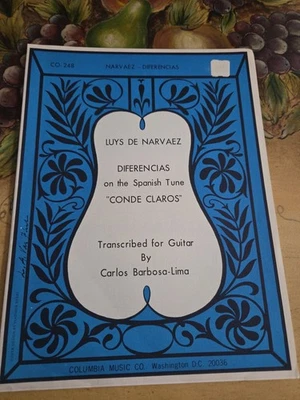 CO 248
NARVAEZ - DIFERENCIAS
LUYS DE NARVAEZ
DIFERENCIAS
on the Spanish Tune
"CONDE CLAROS"
Transcribed for Guitar
By
Carlos Barbosa-Lima
COLUMBIA MUSIC CO. Washington D.C. 20036